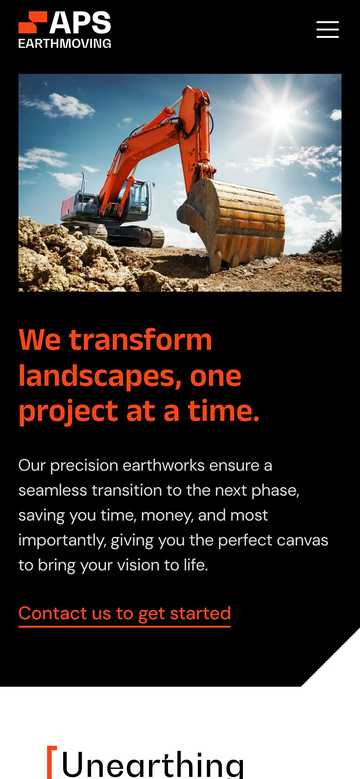 APS
EARTHMOVING
We transform
landscapes, one
project at a time.
Our precision earthworks ensure a
seamless transition to the next phase,
saving you time, money, and most
importantly, giving you the perfect canvas
to bring your vision to life.
Contact us to get started
Unearthing